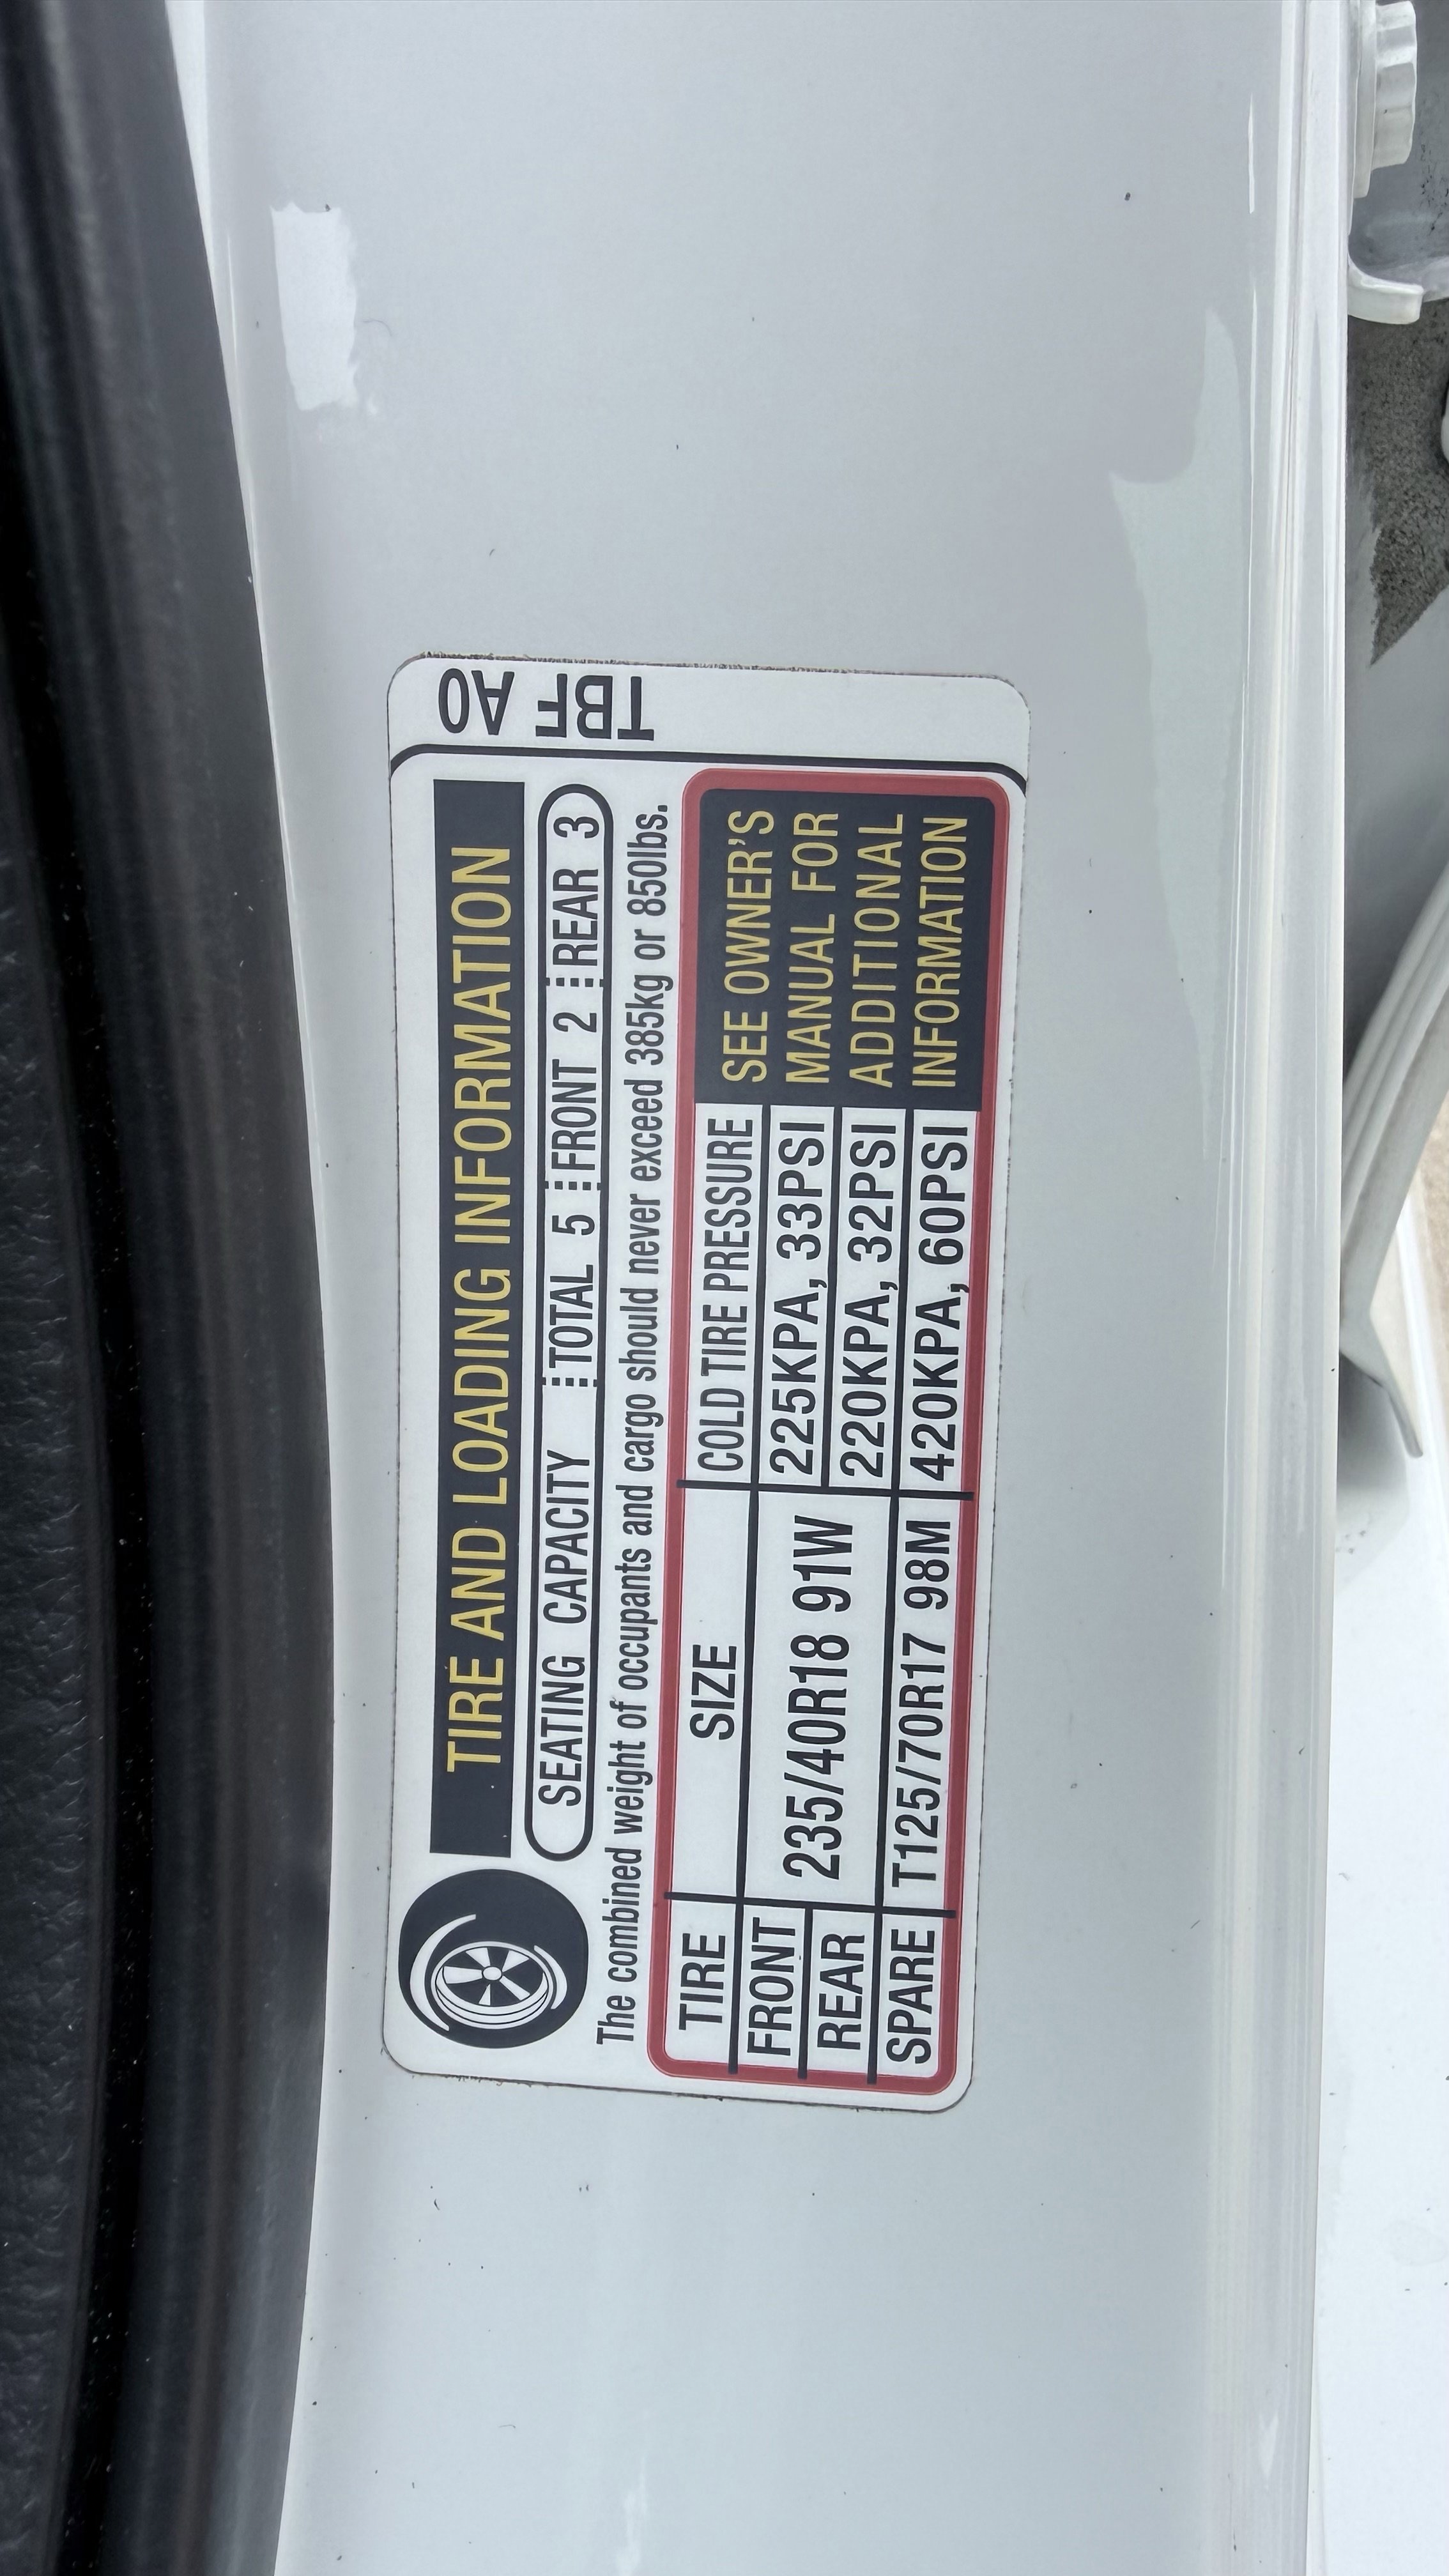 TIRE AND LOADING INFORMATION
SEATING CAPACITY TOTAL 5 FRONT 2 REAR 3
The combined weight of occupants and cargo should never exceed 385kg or 850lbs.
TIRE SIZE COLD TIRE PRESSURE
FRONT 235/40R18 91W 225KPA, 33PSI
REAR 220KPA, 32PSI
SPARE T125/70R17 98M 420KPA, 60PSI
SEE OWNER'S
MANUAL FOR
ADDITIONAL
INFORMATION
TBF A0